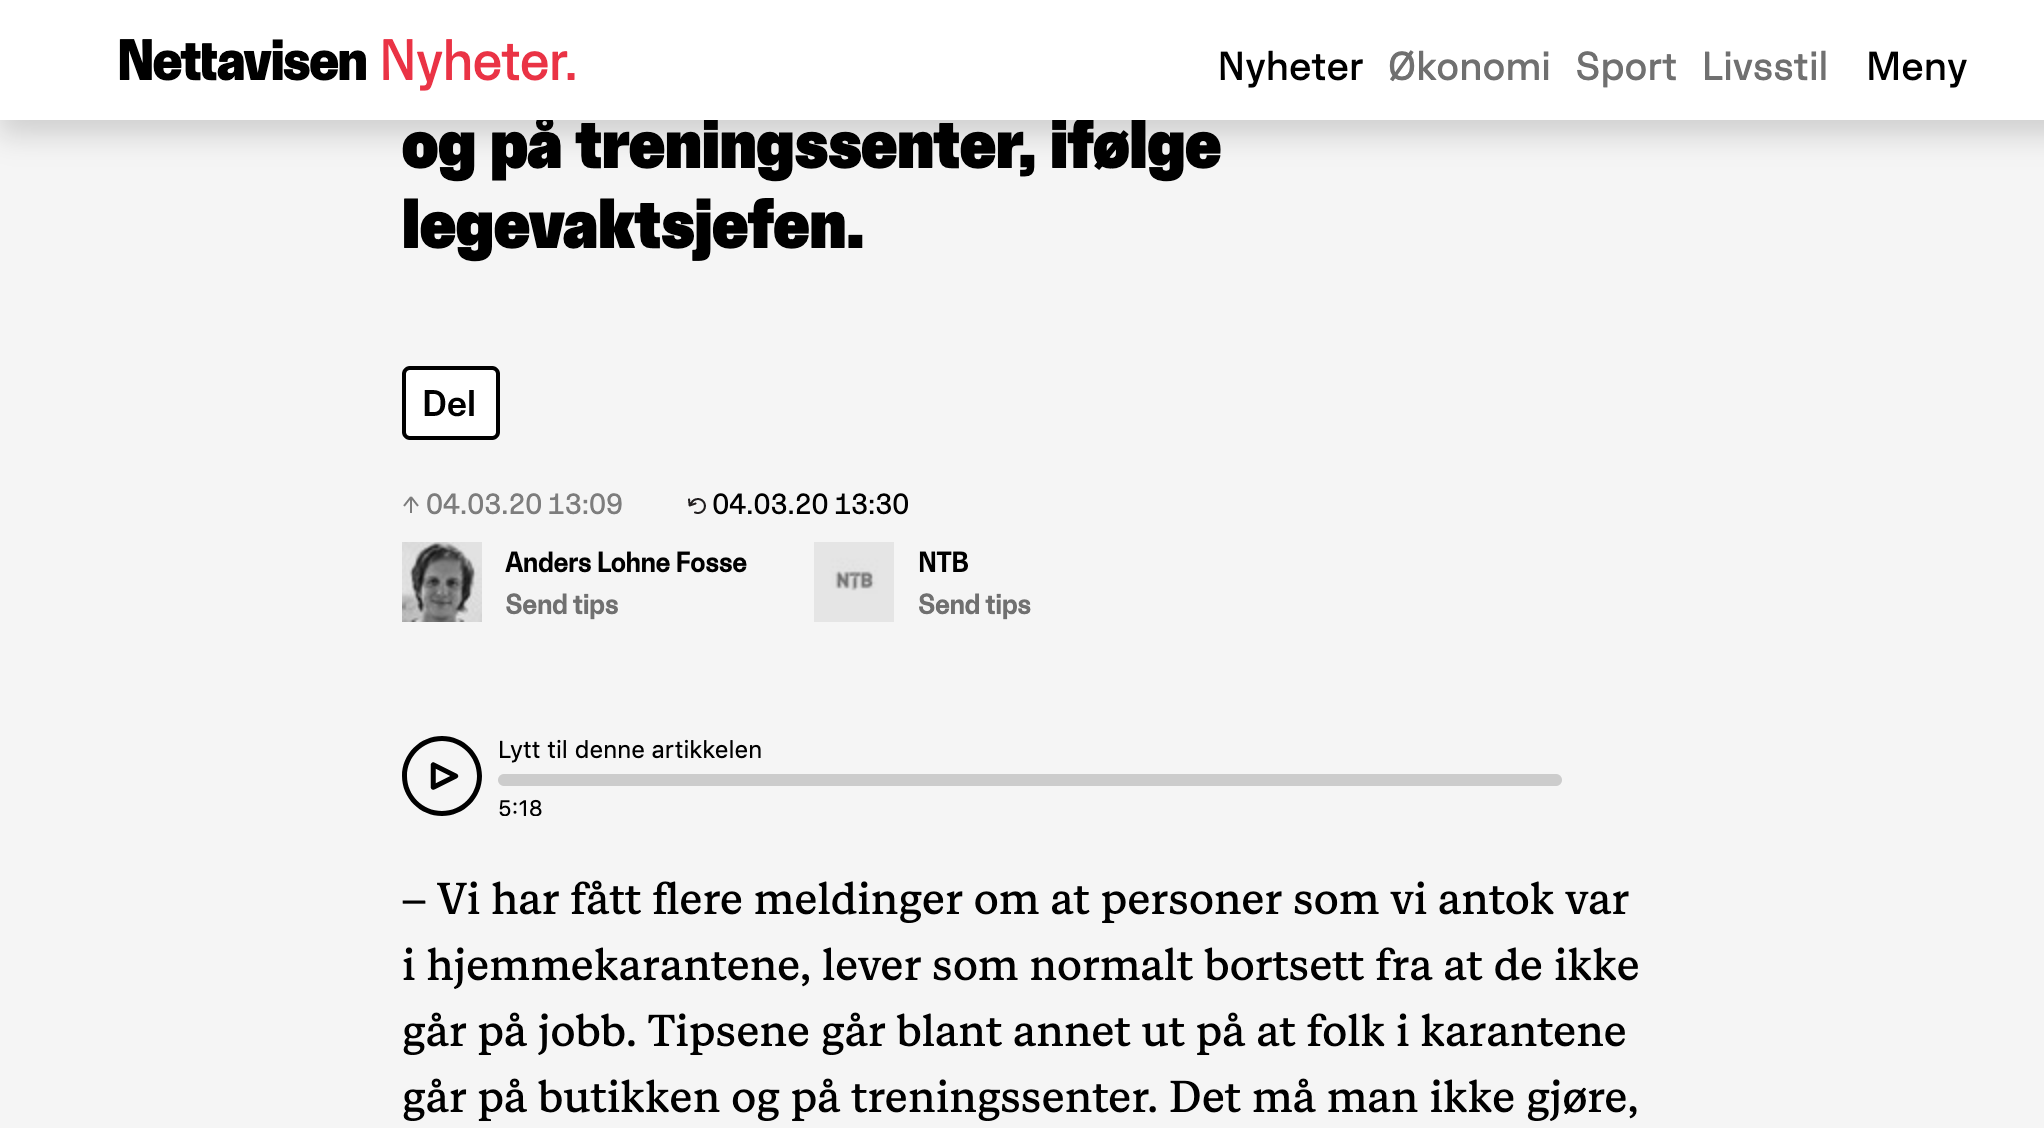 Nettavisen Nyheter.
Nyheter Økonomi Sport Livsstil Meny
og på treningssenter, ifølge
legevaktsjefen.
Del
04.03.20 13:09 04.03.20 13:30
Anders Lohne Fosse
Send tips
NTB
NTB
Send tips
Lytt til denne artikkelen
5:18
– Vi har fått flere meldinger om at personer som vi antok var
i hjemmekarantene, lever som normalt bortsett fra at de ikke
går på jobb. Tipsene går blant annet ut på at folk i karantene
går på butikken og på treningssenter. Det må man ikke gjøre,